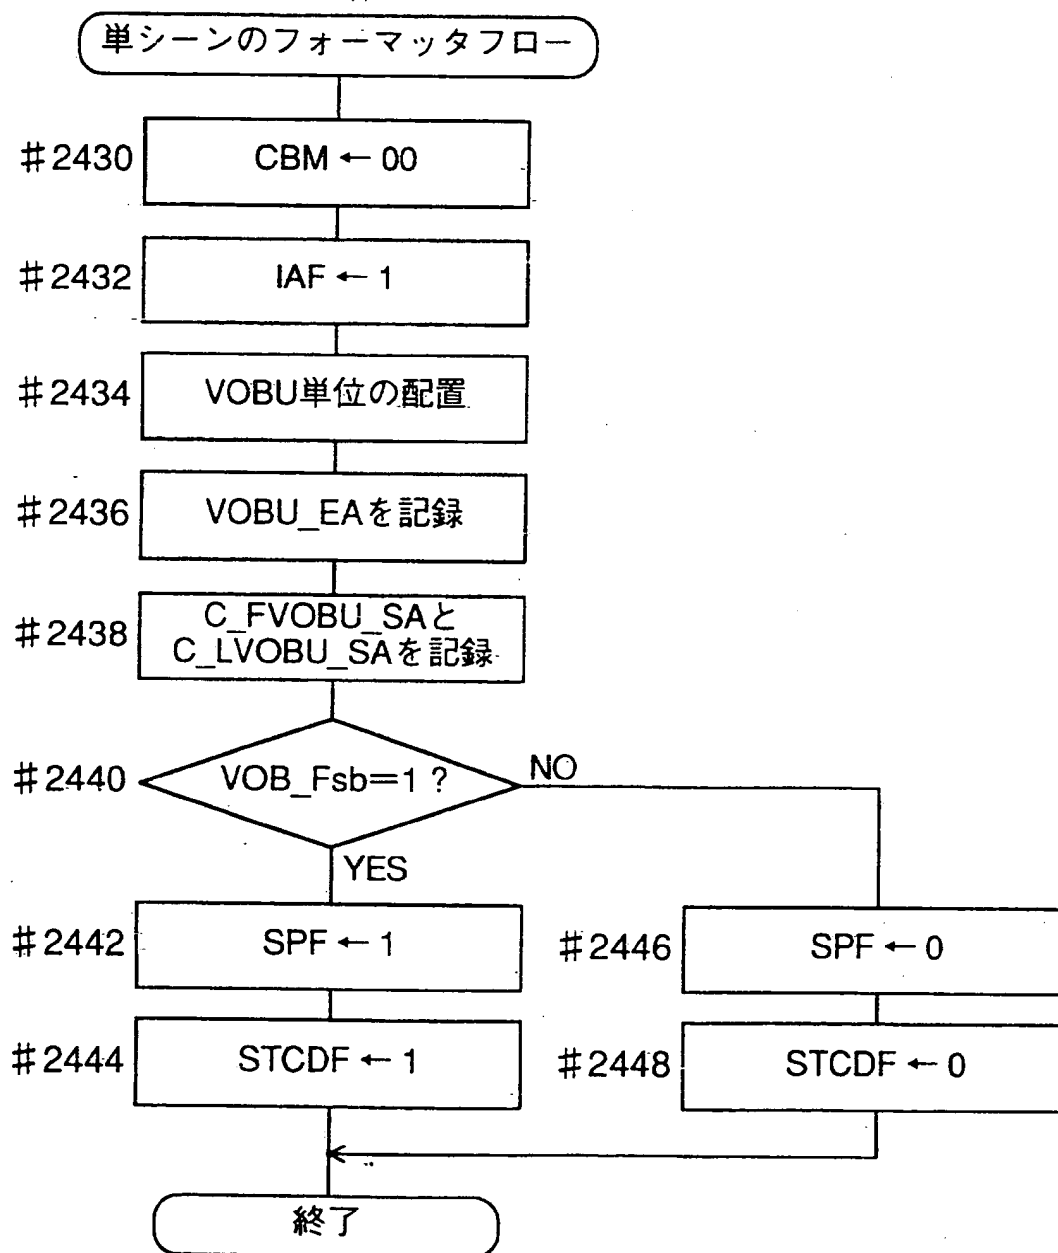 単シーンのフォーマッタフロー
#2430
CBM ← 00
#2432
IAF ← 1
#2434
VOBU単位の配置
#2436
VOBU_EAを記録
#2438
C_FVOBU_SAと
C_LVOBU_SAを記録
#2440
VOB_Fsb=1 ?
NO
YES
#2442
SPF ← 1
#2446
SPF ← 0
#2444
STCDF ← 1
#2448
STCDF ← 0
終了